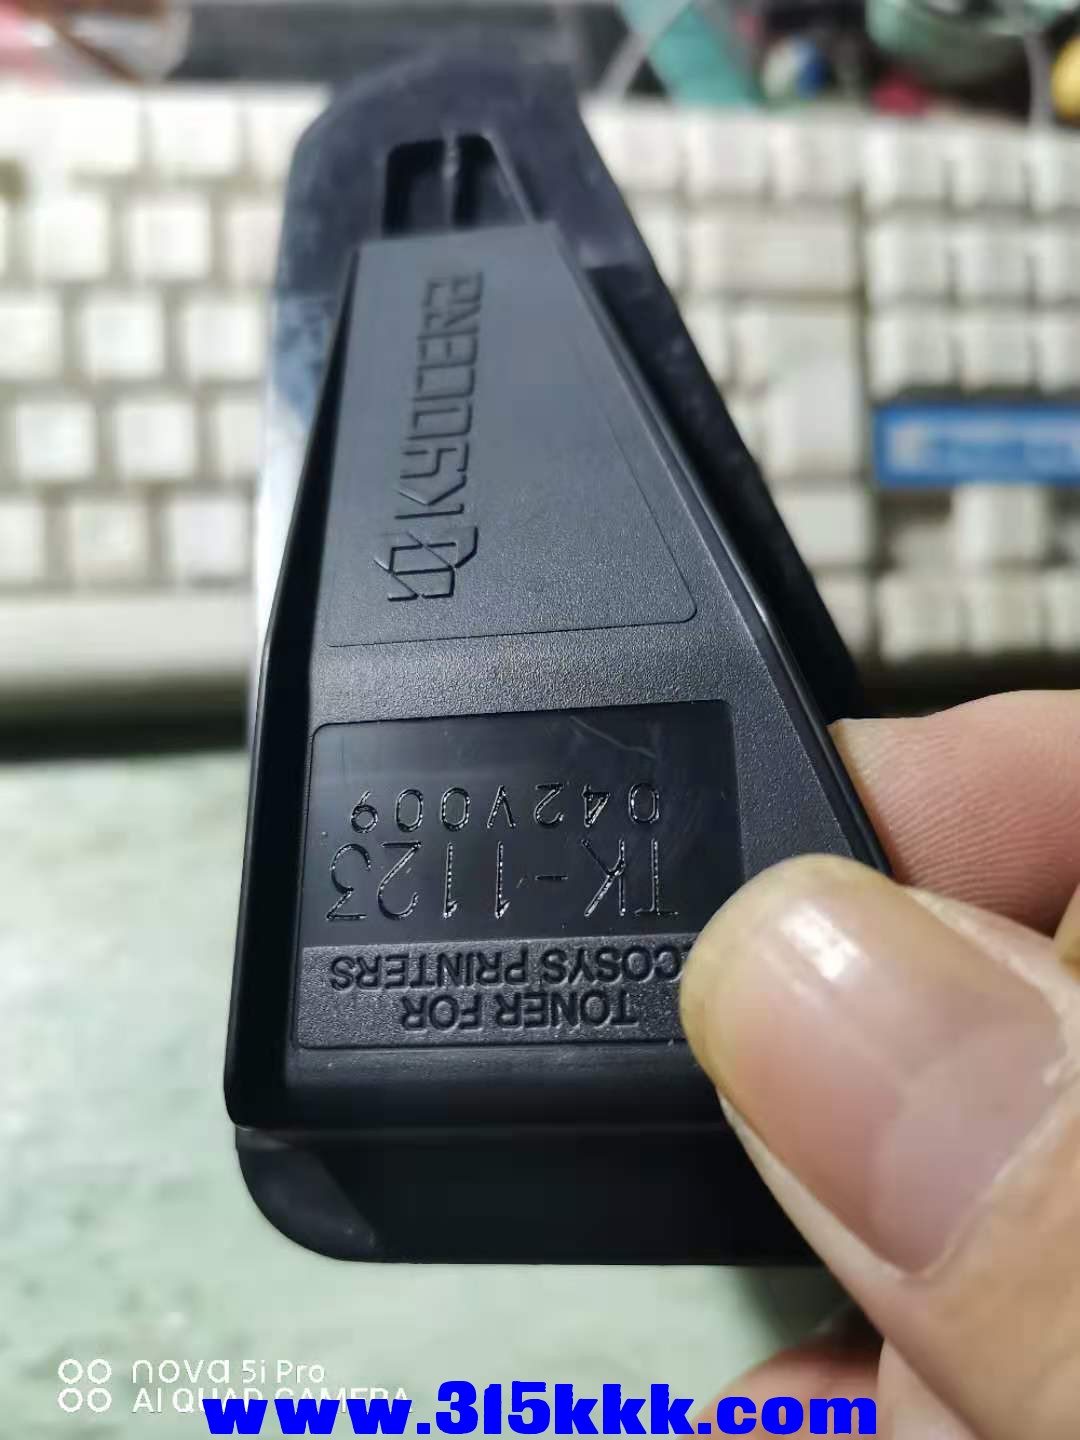 TONER FOR
ECOSYS PRINTERS
TK-1123
042V009
KYOCERA
nova 5i Pro
AI QUAD CAMERA
www.315kkk.com